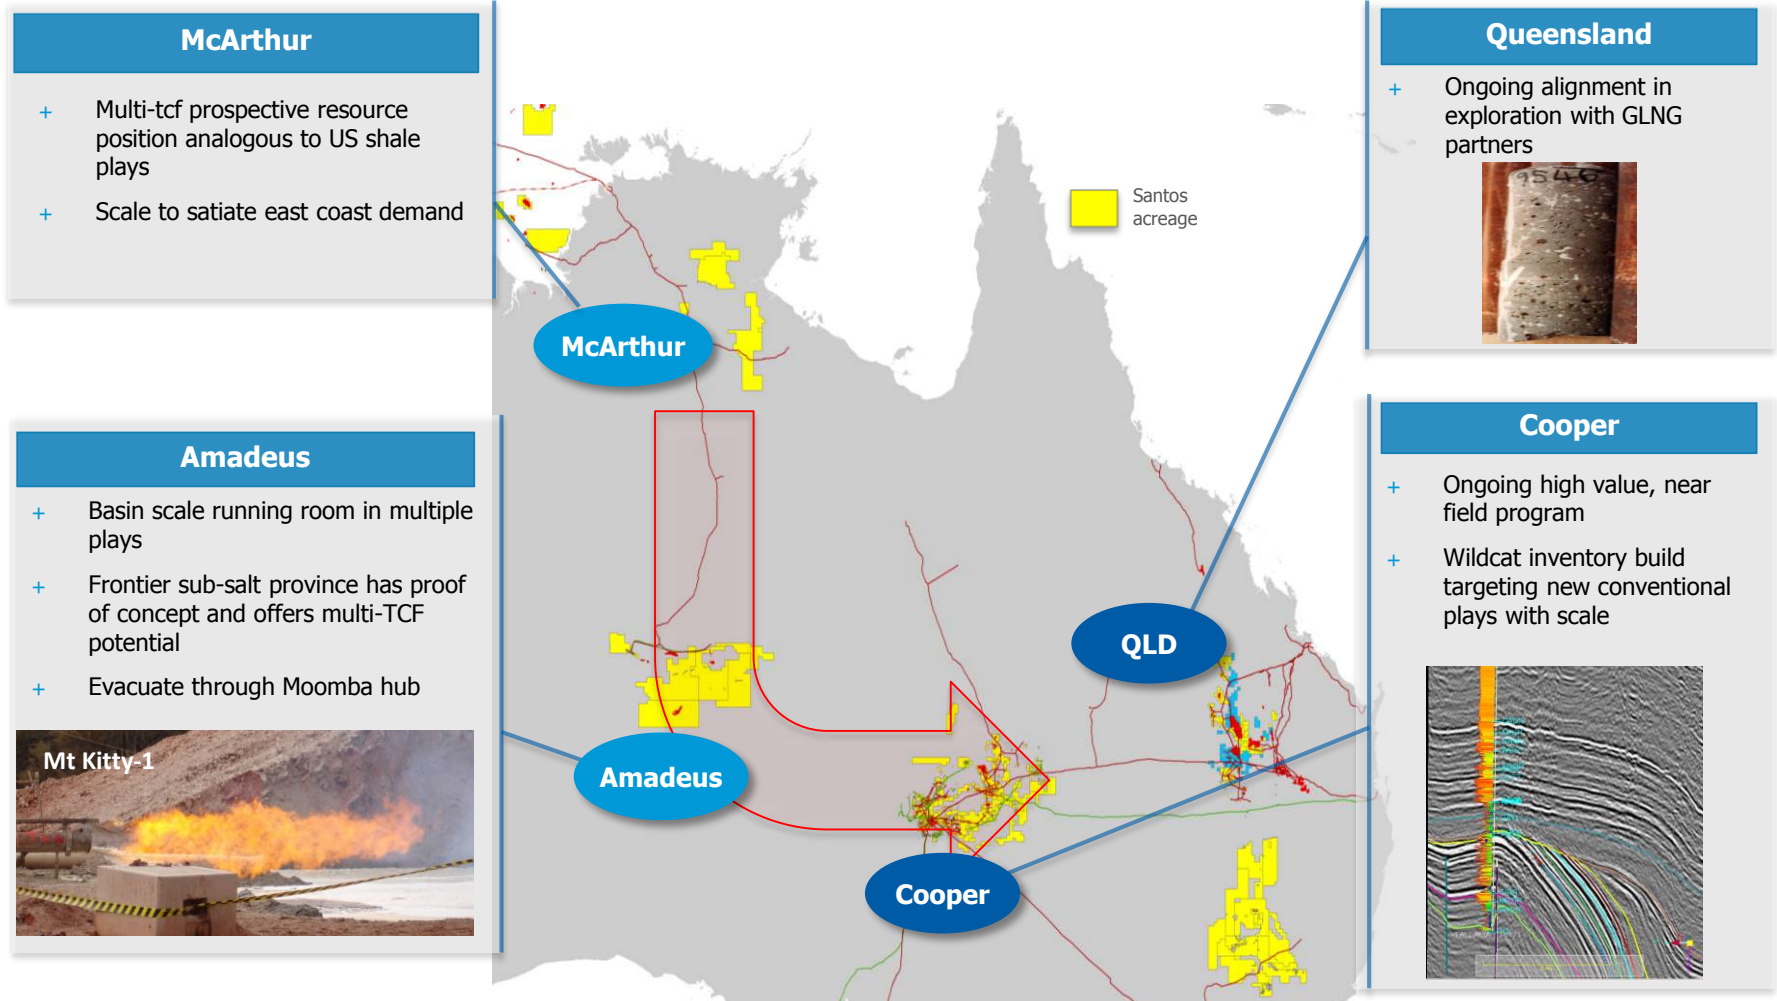 McArthur
+ Multi-tcf prospective resource
position analogous to US shale
plays
+ Scale to satiate east coast demand
Amadeus
+ Basin scale running room in multiple
plays
+ Frontier sub-salt province has proof
of concept and offers multi-TCF
potential
+ Evacuate through Moomba hub
Mt Kitty-1
Santos
acreage
McArthur
QLD
Amadeus
Cooper
Queensland
+ Ongoing alignment in
exploration with GLNG
partners
9546
Cooper
+ Ongoing high value, near
field program
+ Wildcat inventory build
targeting new conventional
plays with scale